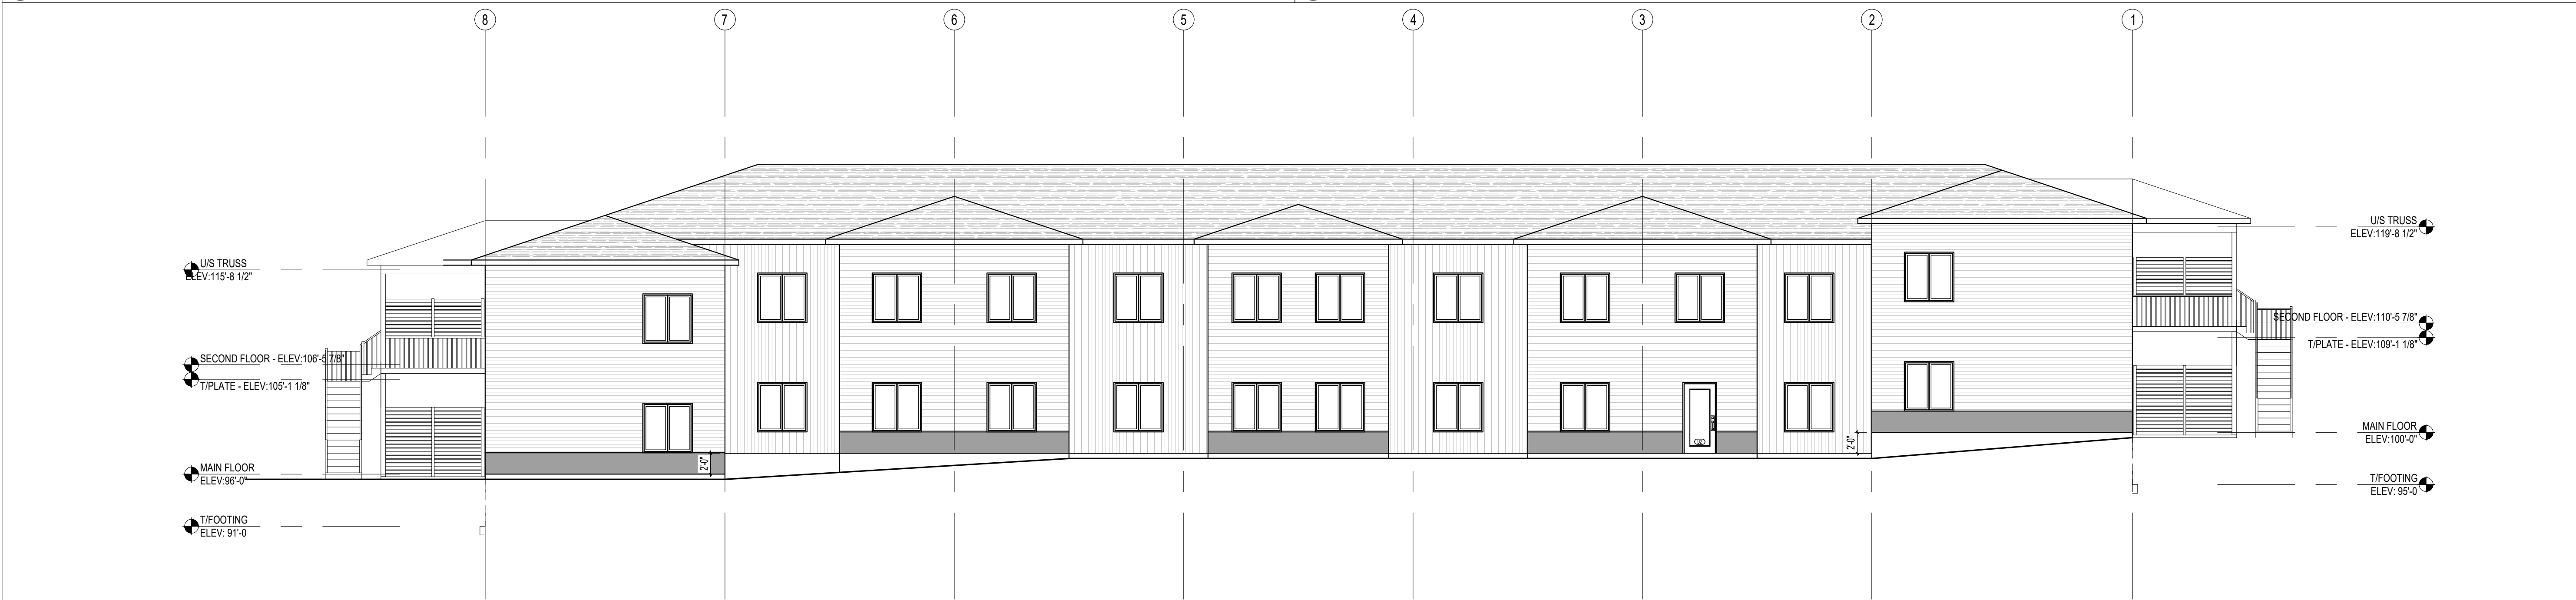 8
7
6
5
4
3
2
1
U/S TRUSS
ELEV:119'-8 1/2"
U/S TRUSS
ELEV:115'-8 1/2"
SECOND FLOOR - ELEV:110'-5 7/8"
T/PLATE - ELEV:109'-1 1/8"
SECOND FLOOR - ELEV:106'-5 7/8"
T/PLATE - ELEV:105'-1 1/8"
MAIN FLOOR
ELEV:100'-0"
2'-0"
2'-0"
MAIN FLOOR
ELEV:96'-0"
T/FOOTING
ELEV: 95'-0
T/FOOTING
ELEV: 91'-0